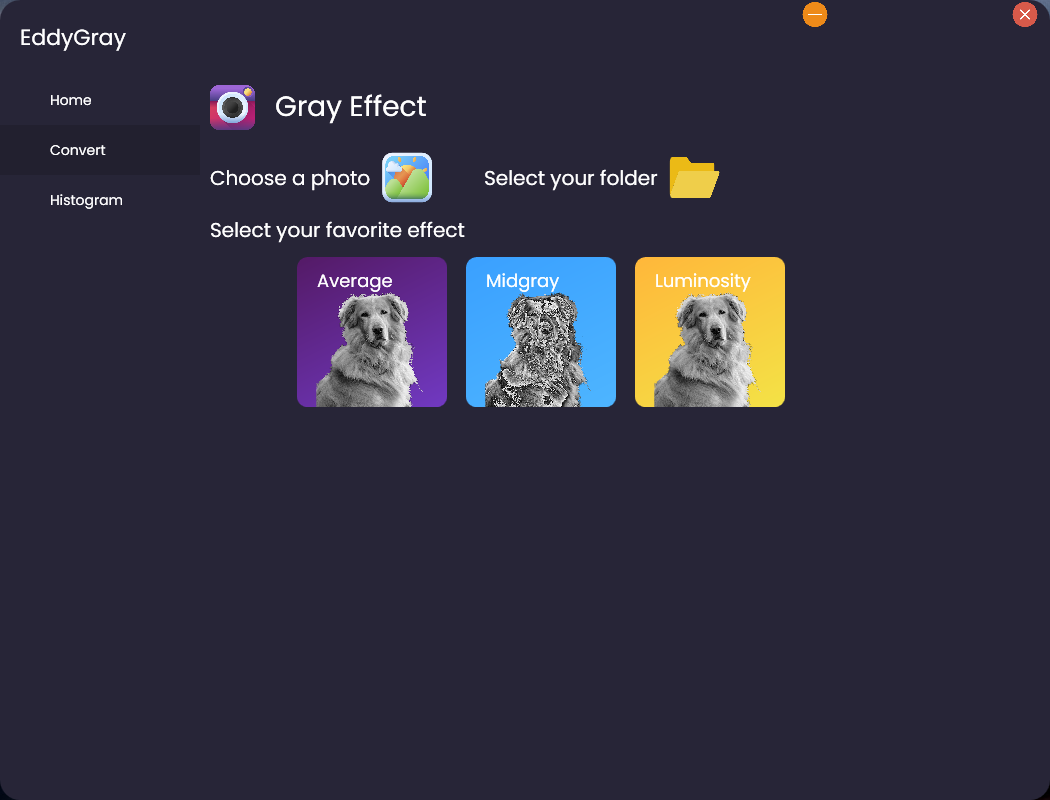 EddyGray
Home
Convert
Histogram
Gray Effect
Choose a photo
Select your folder
Select your favorite effect
Average
Midgray
Luminosity